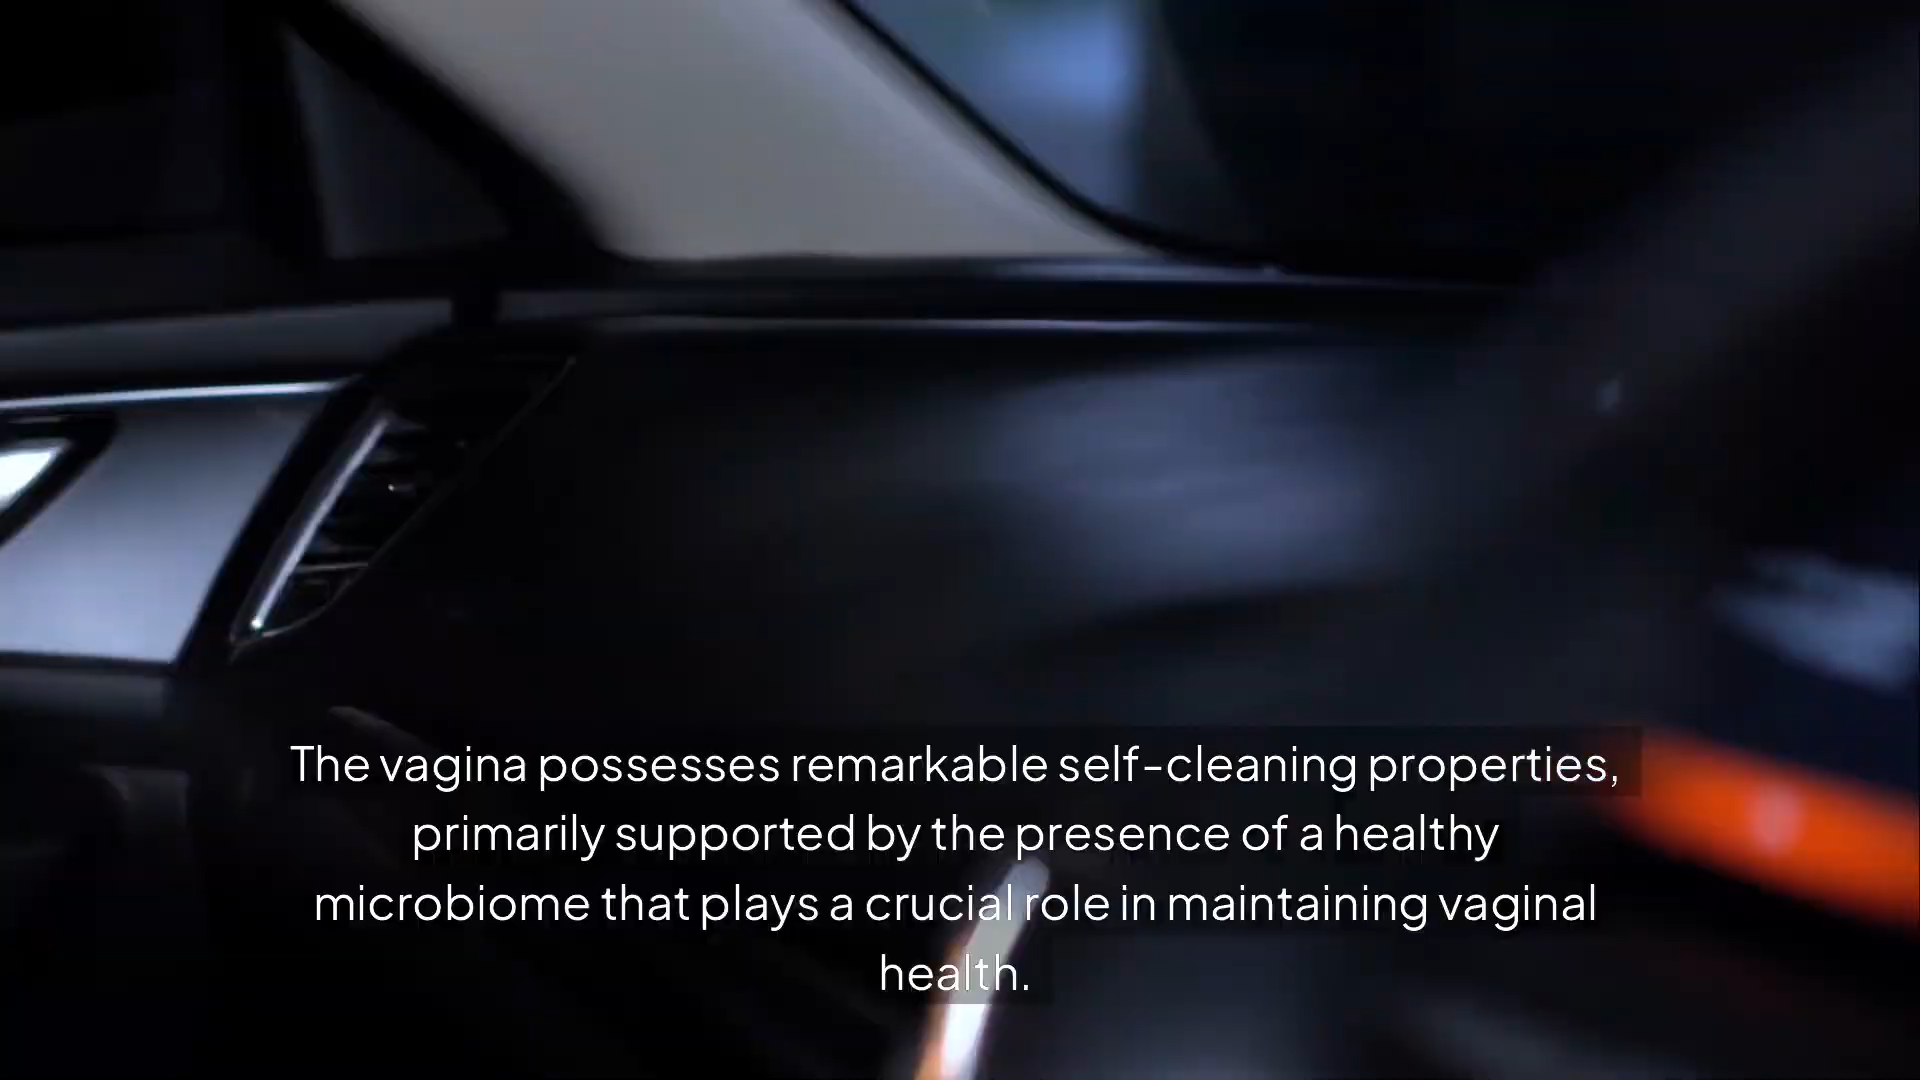 The vagina possesses remarkable self-cleaning properties,
primarily supported by the presence of a healthy
microbiome that plays a crucial role in maintaining vaginal
health.